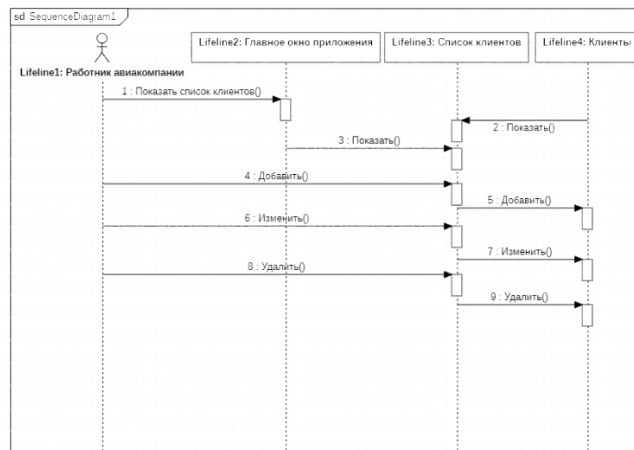 sd SequenceDiagram1
Lifeline2: Главное окно приложения
Lifeline3: Список клиентов
Lifeline4: Клиенты
Lifeline1: Работник авиакомпании
1 : Показать список клиентов()
2 : Показать()
3 : Показать()
4 : Добавить()
5 : Добавить()
6 : Изменить()
7 : Изменить()
8 : Удалить()
9 : Удалить()